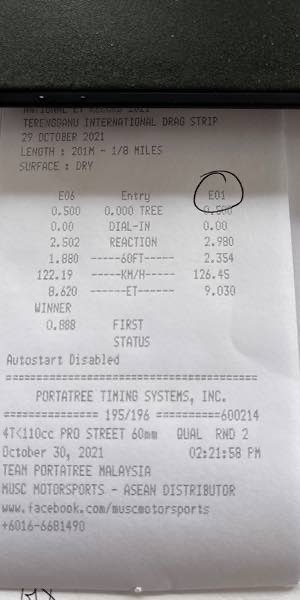 TERENGGANU INTERNATIONAL DRAG STRIP
29 OCTOBER 2021
LENGTH : 201M - 1/8 MILES
SURFACE : DRY
E06 Entry E01
0.500 0.000 TREE 0.500
0.00 DIAL-IN 0.00
2.502 REACTION 2.980
1.880 -----60FT----- 2.354
122.19 -----KM/H----- 126.45
8.620 ------ET------ 9.030
WINNER
0.888 FIRST
STATUS
Autostart Disabled
=====================================
PORTATREE TIMING SYSTEMS, INC.
============== 195/196 ==========600214
4T<110cc PRO STREET 60mm QUAL RND 2
October 30, 2021 02:21:58 PM
TEAM PORTATREE MALAYSIA
MUSC MOTORSPORTS - ASEAN DISTRIBUTOR
www.facebook.com/muscmotorsports
+6016-6681490